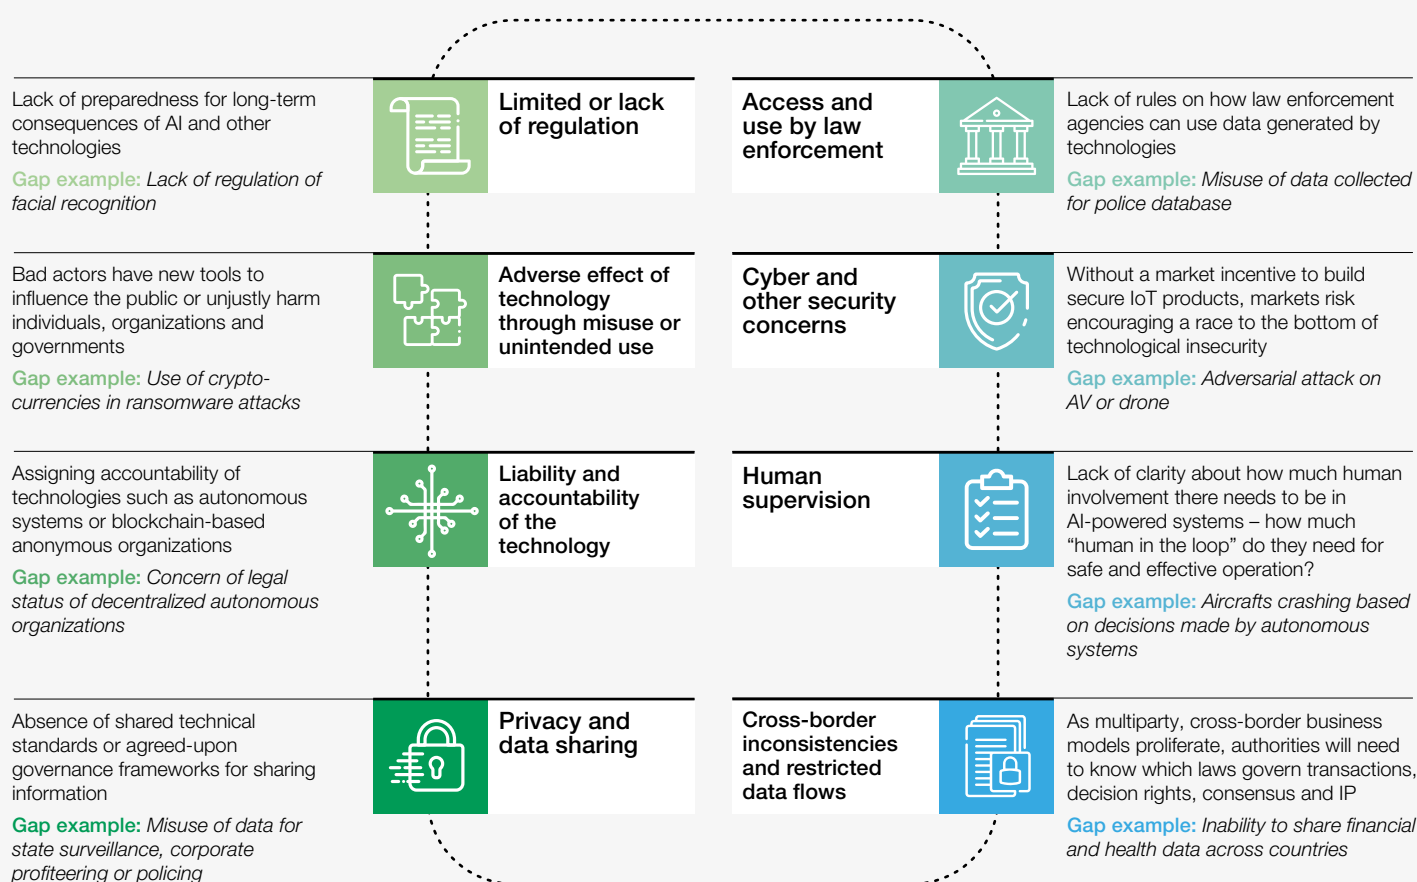 Lack of preparedness for long-term
consequences of AI and other
technologies
Gap example: Lack of regulation of
facial recognition
Limited or lack
of regulation
Access and
use by law
enforcement
Lack of rules on how law enforcement
agencies can use data generated by
technologies
Gap example: Misuse of data collected
for police database
Bad actors have new tools to
influence the public or unjustly harm
individuals, organizations and
governments
Gap example: Use of crypto-
currencies in ransomware attacks
Adverse effect of
technology
through misuse or
unintended use
Cyber and
other security
concerns
Without a market incentive to build
secure IoT products, markets risk
encouraging a race to the bottom of
technological insecurity
Gap example: Adversarial attack on
AV or drone
Assigning accountability of
technologies such as autonomous
systems or blockchain-based
anonymous organizations
Gap example: Concern of legal
status of decentralized autonomous
organizations
Liability and
accountability
of the
technology
Human
supervision
Lack of clarity about how much human
involvement there needs to be in
AI-powered systems – how much
“human in the loop” do they need for
safe and effective operation?
Gap example: Aircrafts crashing based
on decisions made by autonomous
systems
Absence of shared technical
standards or agreed-upon
governance frameworks for sharing
information
Gap example: Misuse of data for
state surveillance, corporate
profiteering or policing
Privacy and
data sharing
Cross-border
inconsistencies
and restricted
data flows
As multiparty, cross-border business
models proliferate, authorities will need
to know which laws govern transactions,
decision rights, consensus and IP
Gap example: Inability to share financial
and health data across countries